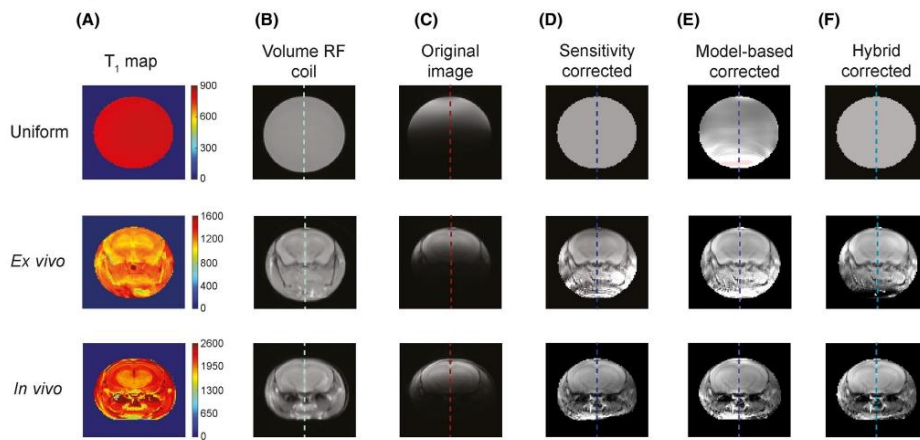 (A)
(B)
(C)
(D)
(E)
(F)
T1 map
Volume RF
coil
Original
image
Sensitivity
corrected
Model-based
corrected
Hybrid
corrected
Uniform
900
600
300
0
Ex vivo
1600
1200
800
400
0
In vivo
2600
1950
1300
650
0